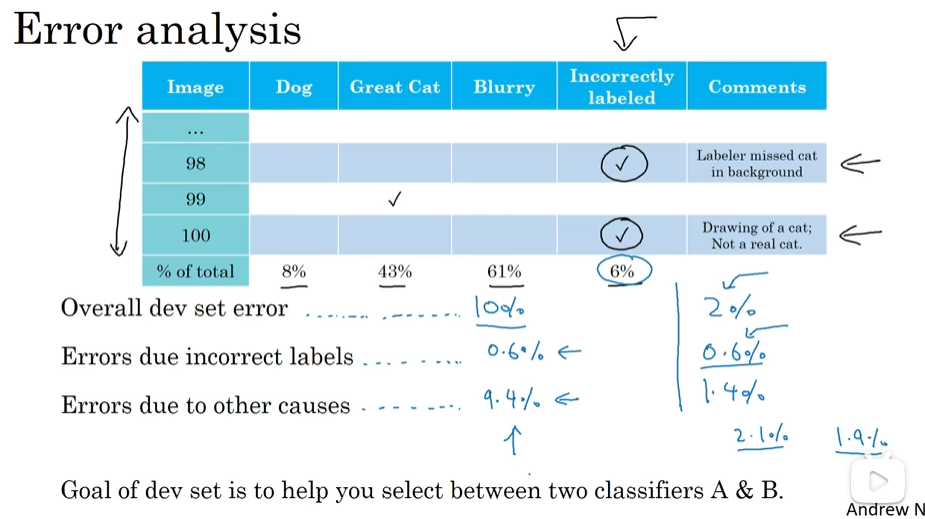 Error analysis
Image Dog Great Cat Blurry Incorrectly labeled Comments
...
98 ✓ Labeler missed cat in background
99 ✓
100 ✓ Drawing of a cat; Not a real cat.
% of total 8% 43% 61% 6%
Overall dev set error 10% 2%
Errors due incorrect labels 0.6% 0.6%
Errors due to other causes 9.4% 1.4%
2.1% 1.9%
Goal of dev set is to help you select between two classifiers A & B.
Andrew N